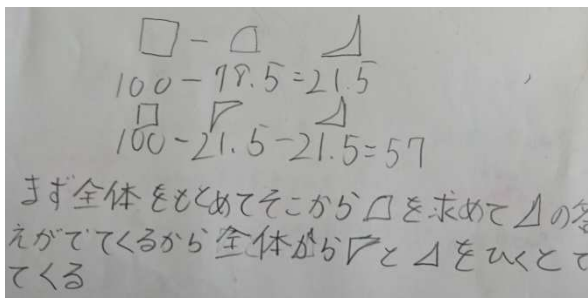 100-78.5=21.5
100-21.5-21.5=57
まず全体をもとめてそこから を求めて の答
えがでてくるから全体から と をひくとで
てくる